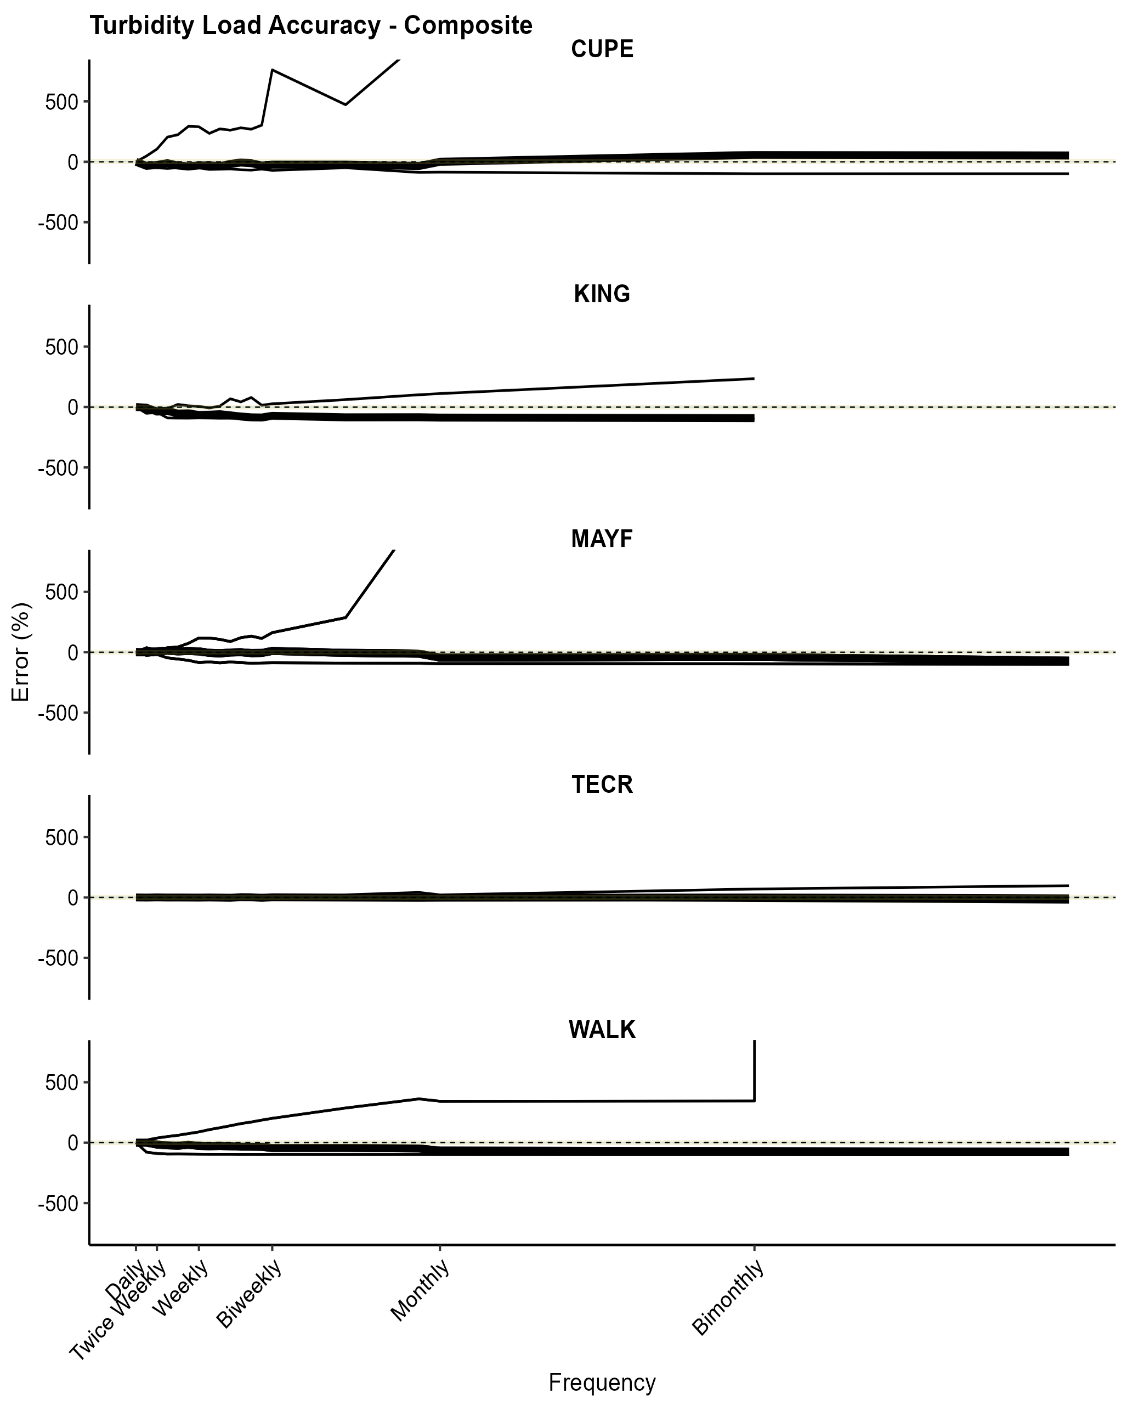 Turbidity Load Accuracy - Composite
CUPE
500
0
-500
KING
500
0
-500
MAYF
500
0
-500
Error (%)
TECR
500
0
-500
WALK
500
0
-500
Daily
Twice Weekly
Weekly
Biweekly
Monthly
Bimonthly
Frequency